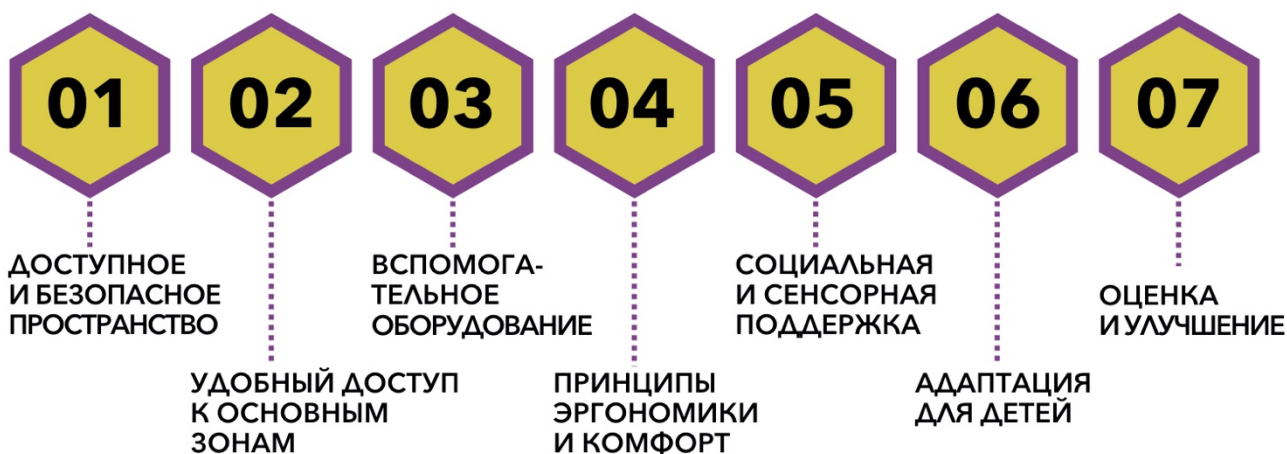 01
02
03
04
05
06
07
ДОСТУПНОЕ
И БЕЗОПАСНОЕ
ПРОСТРАНСТВО
УДОБНЫЙ ДОСТУП
К ОСНОВНЫМ
ЗОНАМ
ВСПОМОГА-
ТЕЛЬНОЕ
ОБОРУДОВАНИЕ
ПРИНЦИПЫ
ЭРГОНОМИКИ
И КОМФОРТ
СОЦИАЛЬНАЯ
И СЕНСОРНАЯ
ПОДДЕРЖКА
АДАПТАЦИЯ
ДЛЯ ДЕТЕЙ
ОЦЕНКА
И УЛУЧШЕНИЕ